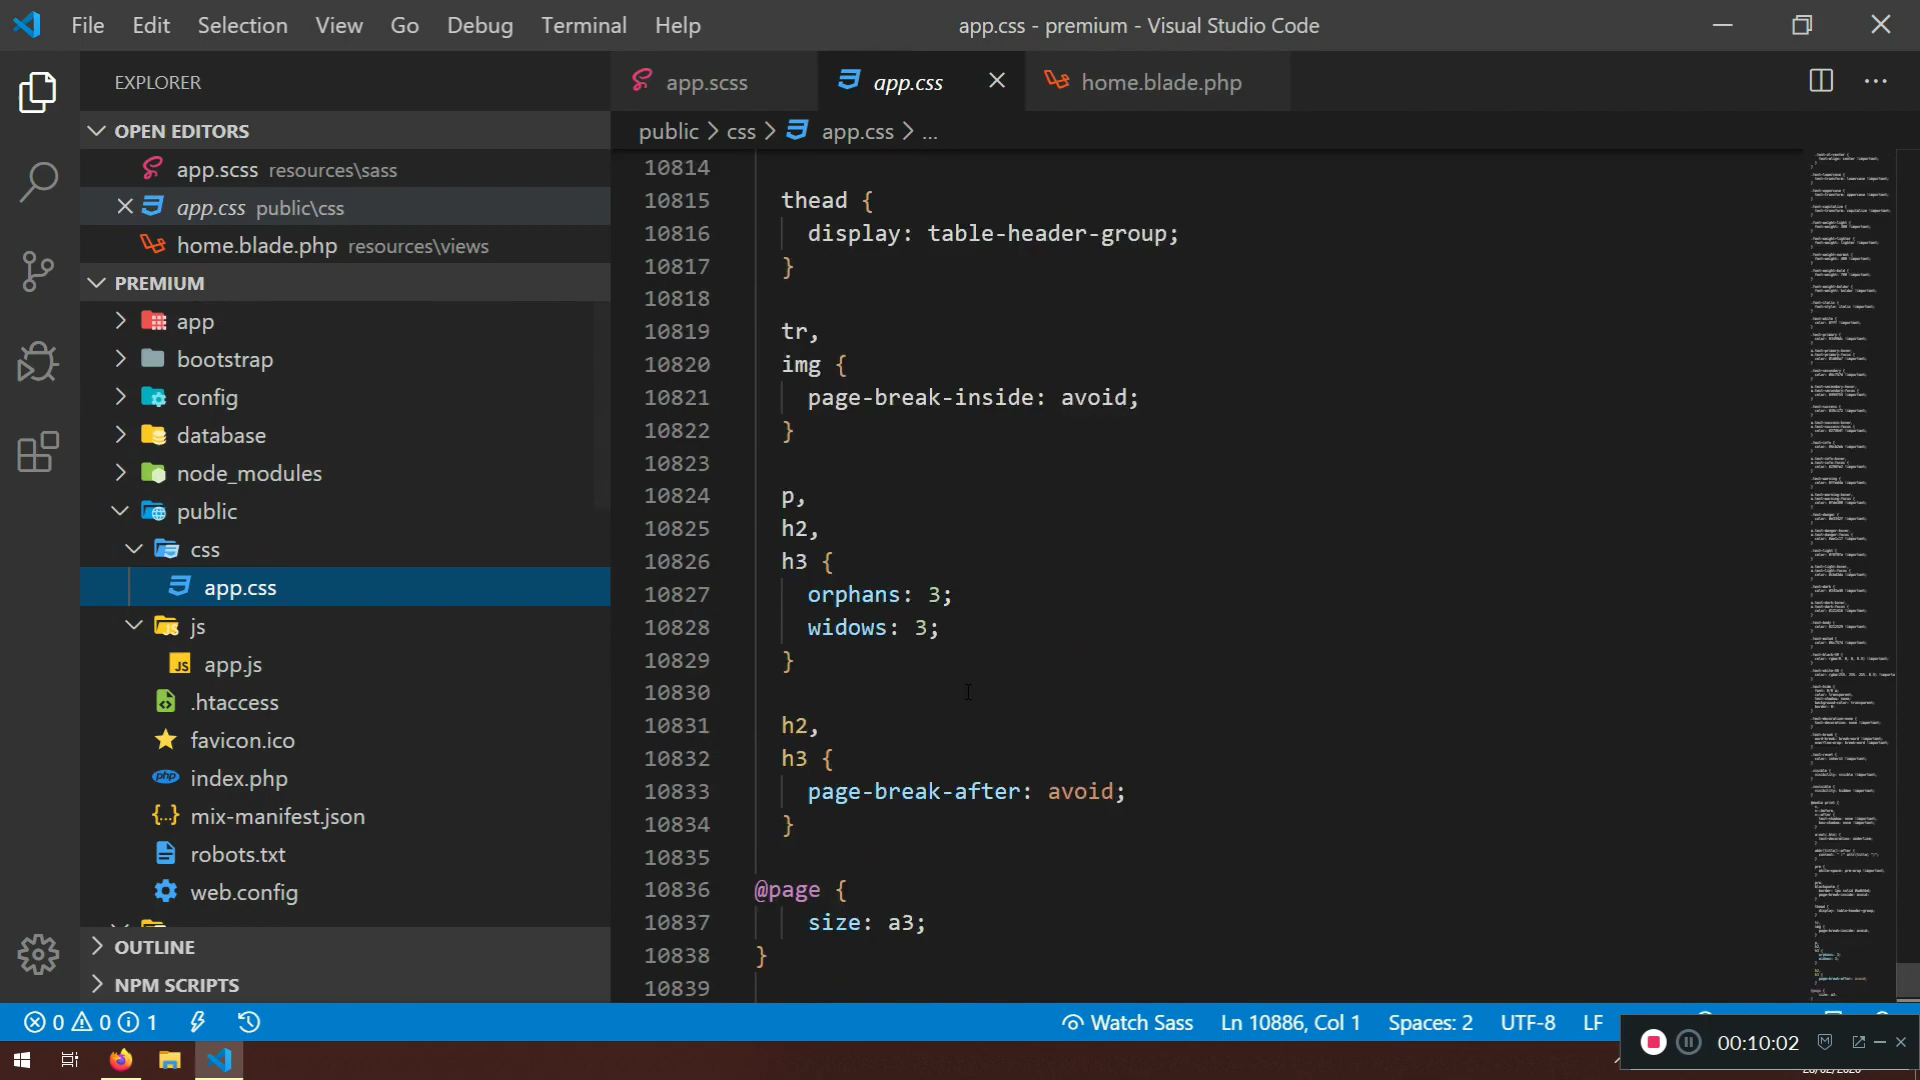 File Edit Selection View Go Debug Terminal Help
app.css - premium - Visual Studio Code
EXPLORER
OPEN EDITORS
app.scss resources\sass
app.css public\css
home.blade.php resources\views
PREMIUM
app
bootstrap
config
database
node_modules
public
css
app.css
js
app.js
.htaccess
favicon.ico
index.php
mix-manifest.json
robots.txt
web.config
OUTLINE
NPM SCRIPTS
app.scss
app.css
home.blade.php
public > css > app.css > ...
10814
10815 thead {
10816 display: table-header-group;
10817 }
10818
10819 tr,
10820 img {
10821 page-break-inside: avoid;
10822 }
10823
10824 p,
10825 h2,
10826 h3 {
10827 orphans: 3;
10828 widows: 3;
10829 }
10830
10831 h2,
10832 h3 {
10833 page-break-after: avoid;
10834 }
10835
10836 @page {
10837 size: a3;
10838 }
10839
0 0 1
Watch Sass Ln 10886, Col 1 Spaces: 2 UTF-8 LF
00:10:02